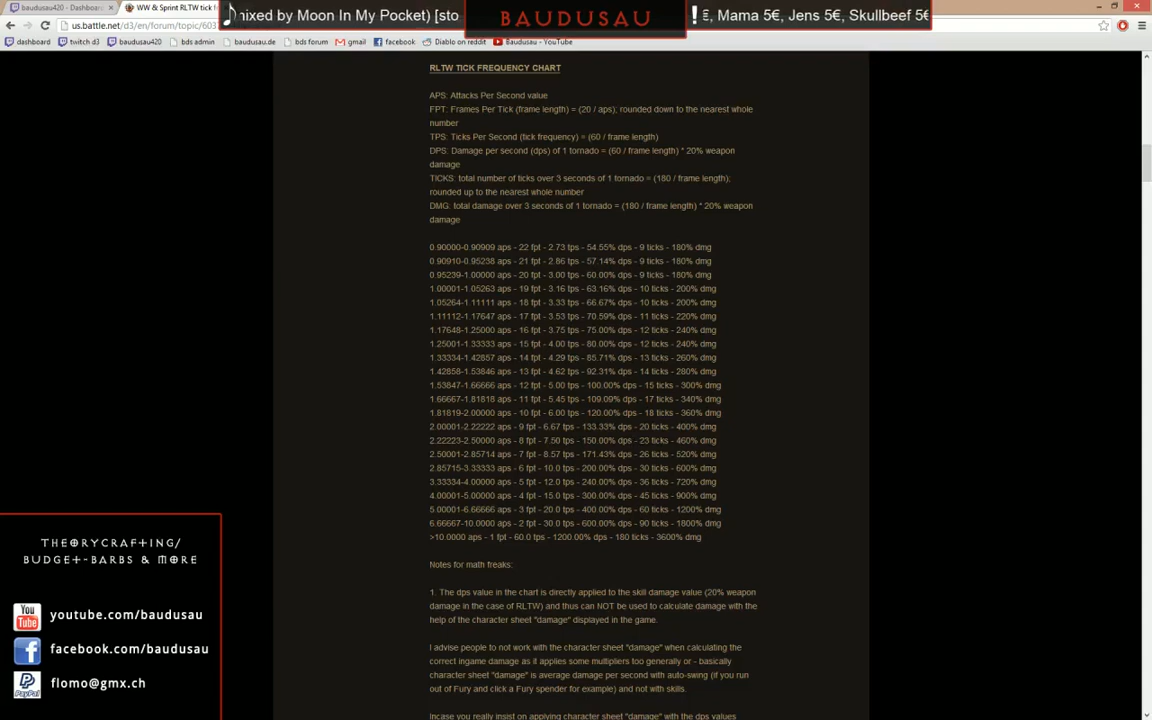 baudusau420 - Dashboard
WW & Sprint RLTW tick f
mixed by Moon In My Pocket) [sto
BAUDUSAU
E, Mama 5€, Jens 5€, Skullbeef 5€
us.battle.net/d3/en/forum/topic/603
dashboard
twitch d3
baudusau420
bds admin
baudusau.de
bds forum
gmail
facebook
Diablo on reddit
Baudusau - YouTube
RLTW TICK FREQUENCY CHART
APS: Attacks Per Second value
FPT: Frames Per Tick (frame length) = (20 / aps); rounded down to the nearest whole
number
TPS: Ticks Per Second (tick frequency) = (60 / frame length)
DPS: Damage per second (dps) of 1 tornado = (60 / frame length) * 20% weapon
damage
TICKS: total number of ticks over 3 seconds of 1 tornado = (180 / frame length);
rounded up to the nearest whole number
DMG: total damage over 3 seconds of 1 tornado = (180 / frame length) * 20% weapon
damage
0.90000-0.90909 aps - 22 fpt - 2.73 tps - 54.55% dps - 9 ticks - 180% dmg
0.90910-0.95238 aps - 21 fpt - 2.86 tps - 57.14% dps - 9 ticks - 180% dmg
0.95239-1.00000 aps - 20 fpt - 3.00 tps - 60.00% dps - 9 ticks - 180% dmg
1.00001-1.05263 aps - 19 fpt - 3.16 tps - 63.16% dps - 10 ticks - 200% dmg
1.05264-1.11111 aps - 18 fpt - 3.33 tps - 66.67% dps - 10 ticks - 200% dmg
1.11112-1.17647 aps - 17 fpt - 3.53 tps - 70.59% dps - 11 ticks - 220% dmg
1.17648-1.25000 aps - 16 fpt - 3.75 tps - 75.00% dps - 12 ticks - 240% dmg
1.25001-1.33333 aps - 15 fpt - 4.00 tps - 80.00% dps - 12 ticks - 240% dmg
1.33334-1.42857 aps - 14 fpt - 4.29 tps - 85.71% dps - 13 ticks - 260% dmg
1.42858-1.53846 aps - 13 fpt - 4.62 tps - 92.31% dps - 14 ticks - 280% dmg
1.53847-1.66666 aps - 12 fpt - 5.00 tps - 100.00% dps - 15 ticks - 300% dmg
1.66667-1.81818 aps - 11 fpt - 5.45 tps - 109.09% dps - 17 ticks - 340% dmg
1.81819-2.00000 aps - 10 fpt - 6.00 tps - 120.00% dps - 18 ticks - 360% dmg
2.00001-2.22222 aps - 9 fpt - 6.67 tps - 133.33% dps - 20 ticks - 400% dmg
2.22223-2.50000 aps - 8 fpt - 7.50 tps - 150.00% dps - 23 ticks - 460% dmg
2.50001-2.85714 aps - 7 fpt - 8.57 tps - 171.43% dps - 26 ticks - 520% dmg
2.85715-3.33333 aps - 6 fpt - 10.0 tps - 200.00% dps - 30 ticks - 600% dmg
3.33334-4.00000 aps - 5 fpt - 12.0 tps - 240.00% dps - 36 ticks - 720% dmg
4.00001-5.00000 aps - 4 fpt - 15.0 tps - 300.00% dps - 45 ticks - 900% dmg
5.00001-6.66666 aps - 3 fpt - 20.0 tps - 400.00% dps - 60 ticks - 1200% dmg
6.66667-10.0000 aps - 2 fpt - 30.0 tps - 600.00% dps - 90 ticks - 1800% dmg
>10.0000 aps - 1 fpt - 60.0 tps - 1200.00% dps - 180 ticks - 3600% dmg
Notes for math freaks:
1. The dps value in the chart is directly applied to the skill damage value (20% weapon
damage in the case of RLTW) and thus can NOT be used to calculate damage with the
help of the character sheet "damage" displayed in the game.
I advise people to not work with the character sheet "damage" when calculating the
correct ingame damage as it applies some multipliers too generally or - basically
character sheet "damage" is average damage per second with auto-swing (if you run
out of Fury and click a Fury spender for example) and not with skills.
Incase you really insist on applying character sheet "damage" with the dps values
THEORYCRAFTING/
BUDGET-BARBS & MORE
You Tube youtube.com/baudusau
f facebook.com/baudusau
PayPal flomo@gmx.ch